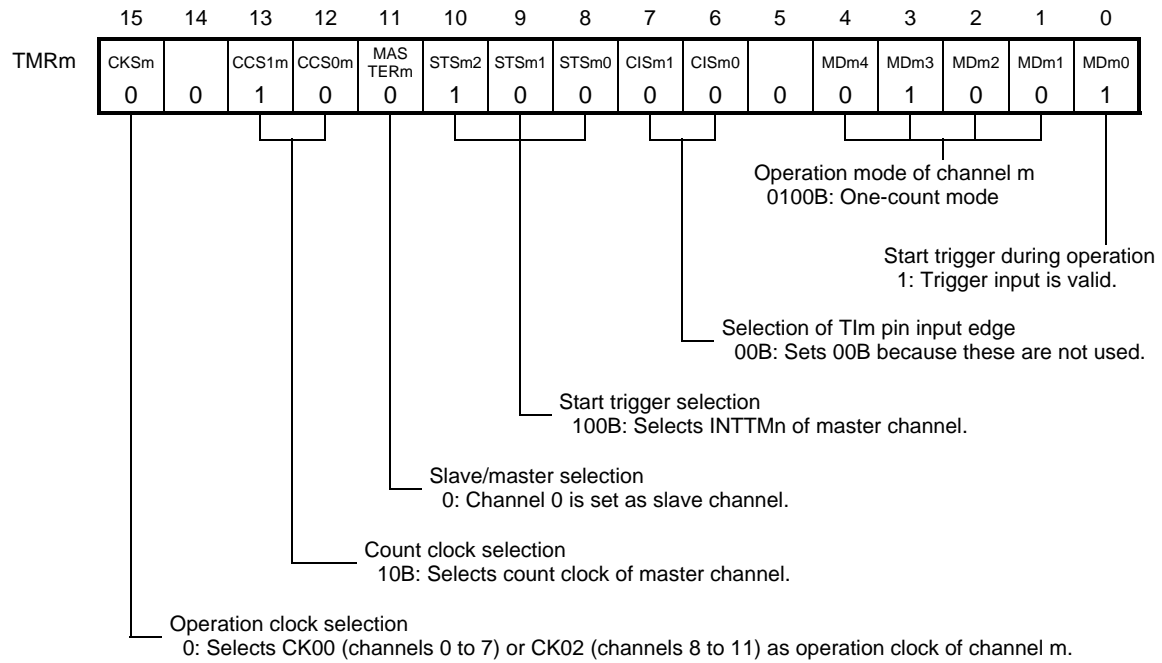 15 14 13 12 11 10 9 8 7 6 5 4 3 2 1 0
TMRm CKSm CCS1m CCS0m MAS TERm STSm2 STSm1 STSm0 CISm1 CISm0 MDm4 MDm3 MDm2 MDm1 MDm0
0 0 1 0 0 1 0 0 0 0 0 0 1 0 0 1
Operation mode of channel m
0100B: One-count mode
Start trigger during operation
1: Trigger input is valid.
Selection of TIm pin input edge
00B: Sets 00B because these are not used.
Start trigger selection
100B: Selects INTTMn of master channel.
Slave/master selection
0: Channel 0 is set as slave channel.
Count clock selection
10B: Selects count clock of master channel.
Operation clock selection
0: Selects CK00 (channels 0 to 7) or CK02 (channels 8 to 11) as operation clock of channel m.